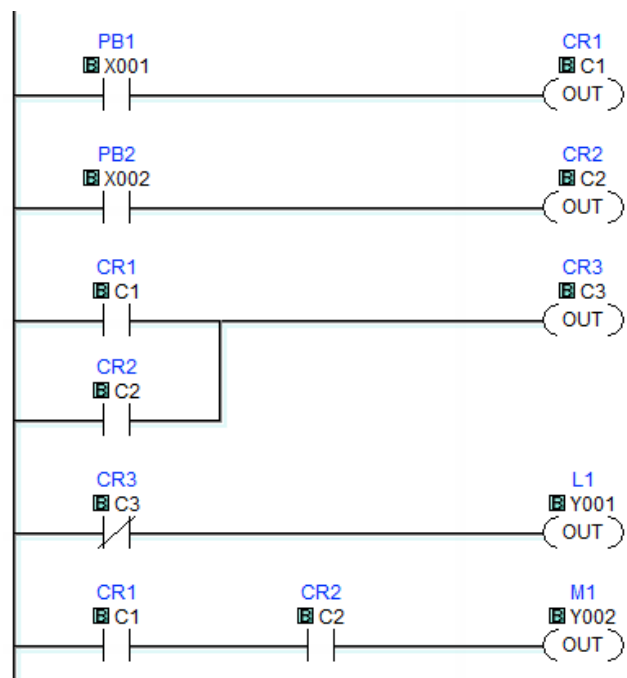 PB1 CR1
B X001 B C1
OUT
PB2 CR2
B X002 B C2
OUT
CR1 CR3
B C1 B C3
OUT
CR2
B C2
CR3 L1
B C3 B Y001
OUT
CR1 CR2 M1
B C1 B C2 B Y002
OUT